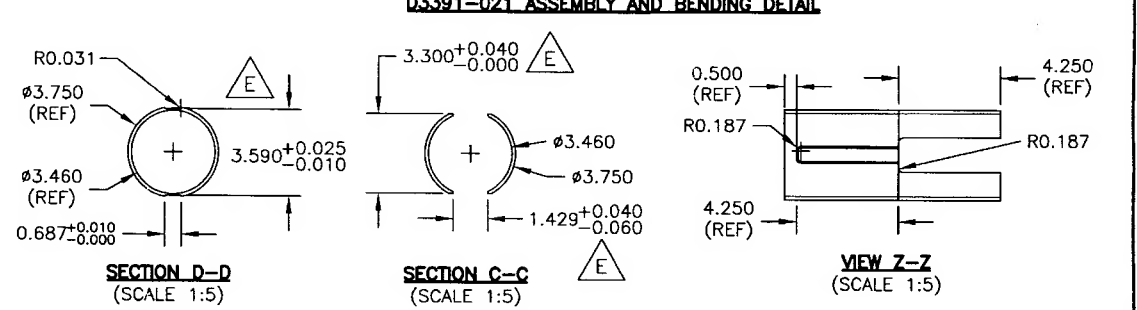 D3391-021 ASSEMBLY AND BENDING DETAIL
R0.031
E
ø3.750
(REF)
3.590+0.025
-0.010
ø3.460
(REF)
0.687+0.010
-0.000
SECTION D-D
(SCALE 1:5)
3.300+0.040
-0.000
E
ø3.460
ø3.750
1.429+0.040
-0.060
E
SECTION C-C
(SCALE 1:5)
0.500
(REF)
4.250
(REF)
R0.187
R0.187
4.250
(REF)
VIEW Z-Z
(SCALE 1:5)